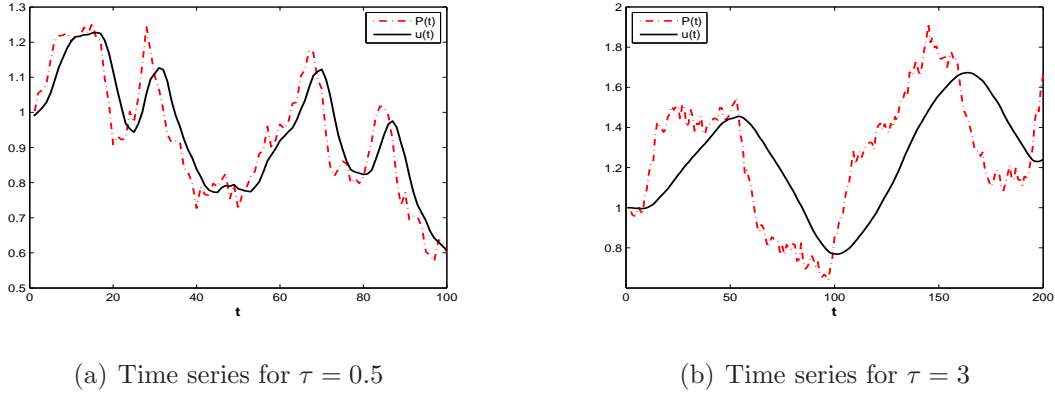 1.3
1.2
1.1
1
0.9
0.8
0.7
0.6
0.5
0 20 40 60 80 100
t
P(t)
u(t)
(a) Time series for τ = 0.5
2
1.8
1.6
1.4
1.2
1
0.8
0 50 100 150 200
t
P(t)
u(t)
(b) Time series for τ = 3